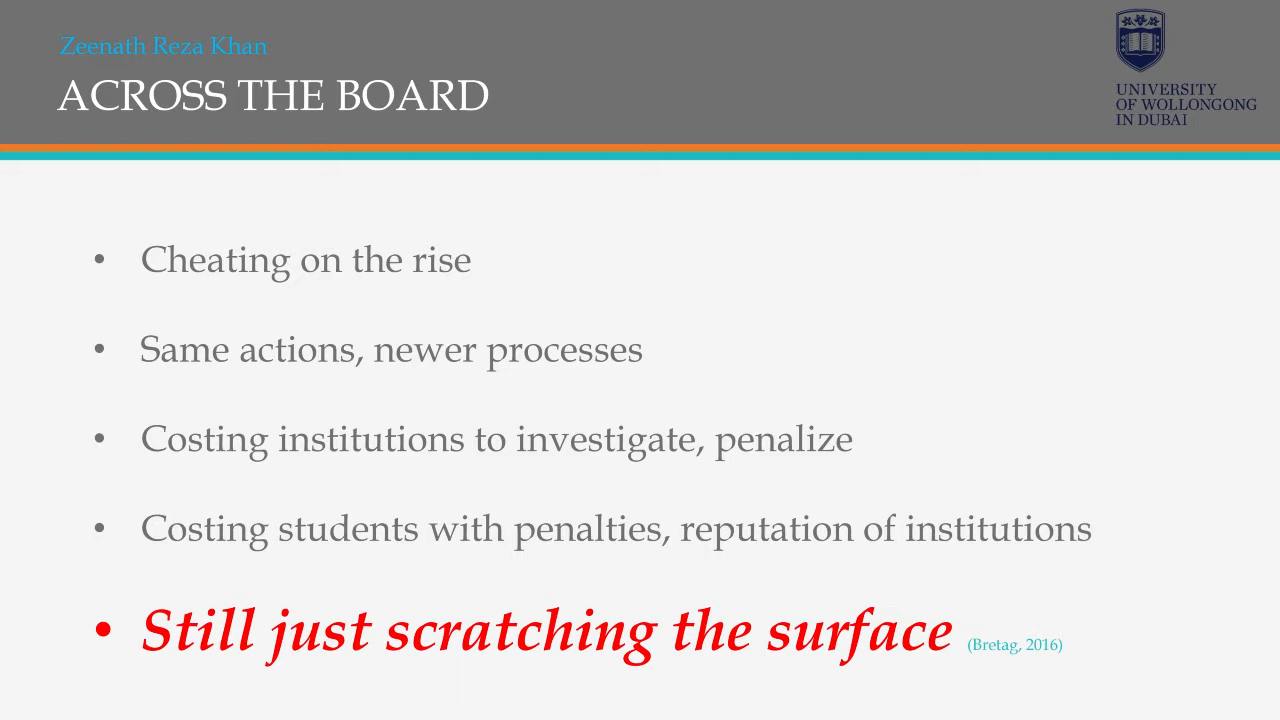 Zeenath Reza Khan
ACROSS THE BOARD
UNIVERSITY
OF WOLLONGONG
IN DUBAI
• Cheating on the rise
• Same actions, newer processes
• Costing institutions to investigate, penalize
• Costing students with penalties, reputation of institutions
• Still just scratching the surface (Bretag, 2016)